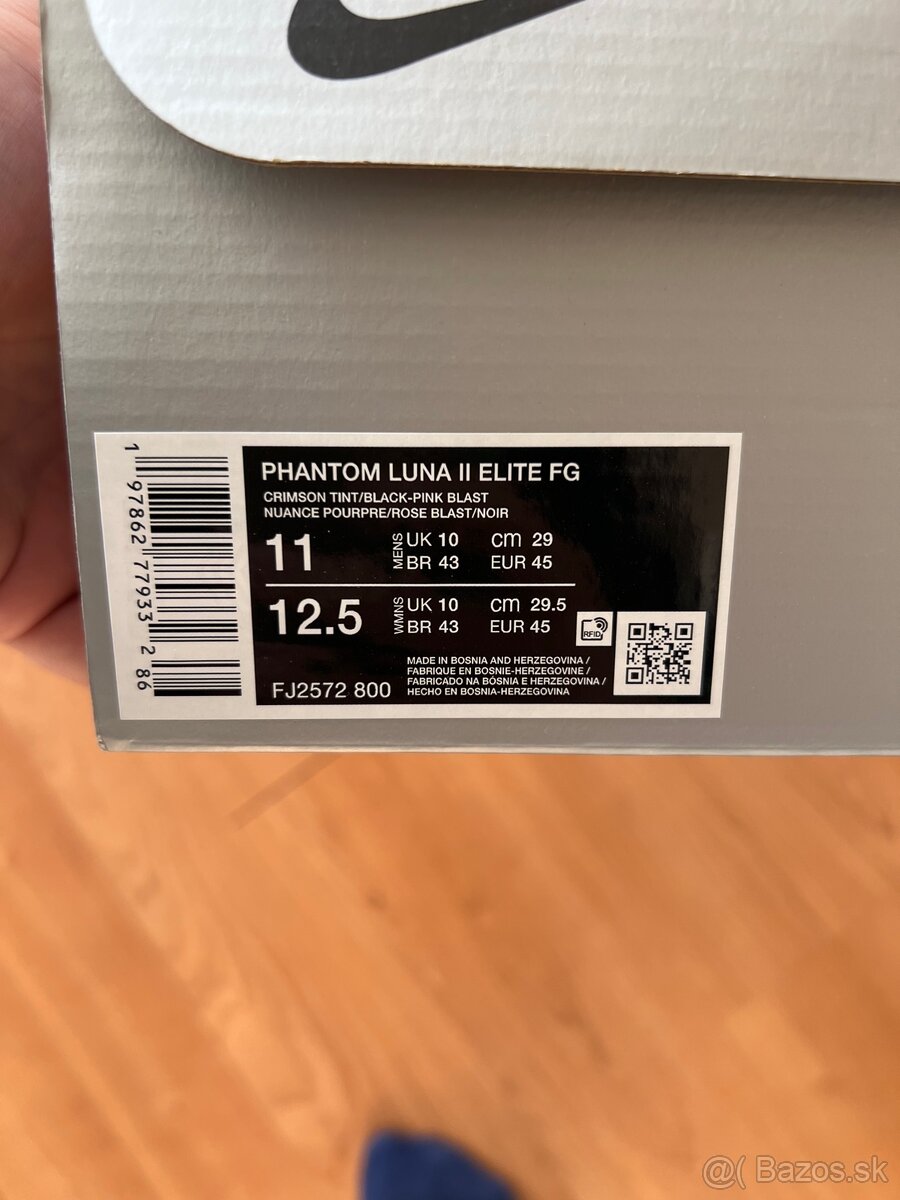 PHANTOM LUNA II ELITE FG
CRIMSON TINT/BLACK-PINK BLAST
NUANCE POURPRE/ROSE BLAST/NOIR
11 MENS UK 10 cm 29
BR 43 EUR 45
12.5 WMNS UK 10 cm 29.5
BR 43 EUR 45
RFID
MADE IN BOSNIA AND HERZEGOVINA /
FABRIQUE EN BOSNIE-HERZEGOVINE /
FABRICADO NA BÓSNIA E HERZEGOVINA /
HECHO EN BOSNIA-HERZEGOVINA
FJ2572 800
1 97862 77933 2 86
@( Bazos.sk